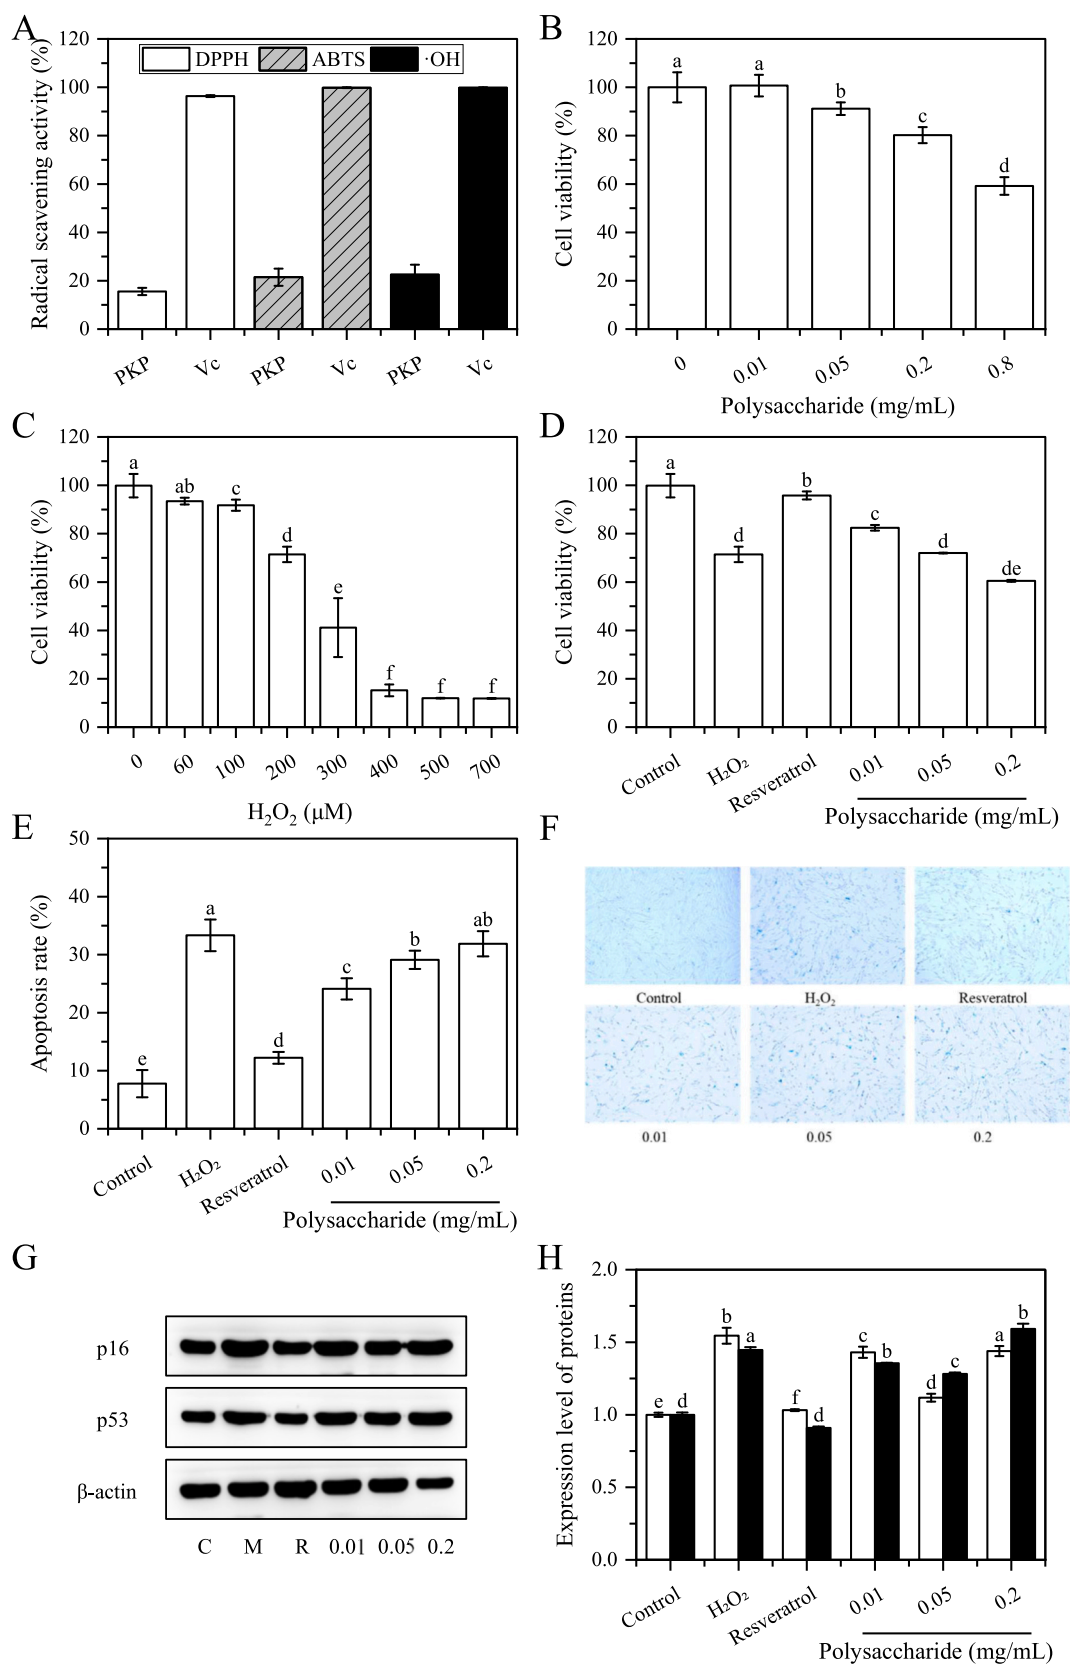 A
Radical scavening activity (%)
120
100
80
60
40
20
0
DPPH ABTS ·OH
PKP Vc PKP Vc PKP Vc
B
Cell viability (%)
120
100
80
60
40
20
0
a a b c d
0 0.01 0.05 0.2 0.8
Polysaccharide (mg/mL)
C
Cell viability (%)
120
100
80
60
40
20
0
a ab c d e f f f
0 60 100 200 300 400 500 700
H₂O₂ (μM)
D
Cell viability (%)
120
100
80
60
40
20
0
a d b c d de
Control H₂O₂ Resveratrol 0.01 0.05 0.2
Polysaccharide (mg/mL)
E
Apoptosis rate (%)
50
40
30
20
10
0
e a d c b ab
Control H₂O₂ Resveratrol 0.01 0.05 0.2
Polysaccharide (mg/mL)
F
Control H₂O₂ Resveratrol
0.01 0.05 0.2
G
p16
p53
β-actin
C M R 0.01 0.05 0.2
H
Expression level of proteins
2.0
1.5
1.0
0.5
0.0
e d b a f d c b d c a b
Control H₂O₂ Resveratrol 0.01 0.05 0.2
Polysaccharide (mg/mL)